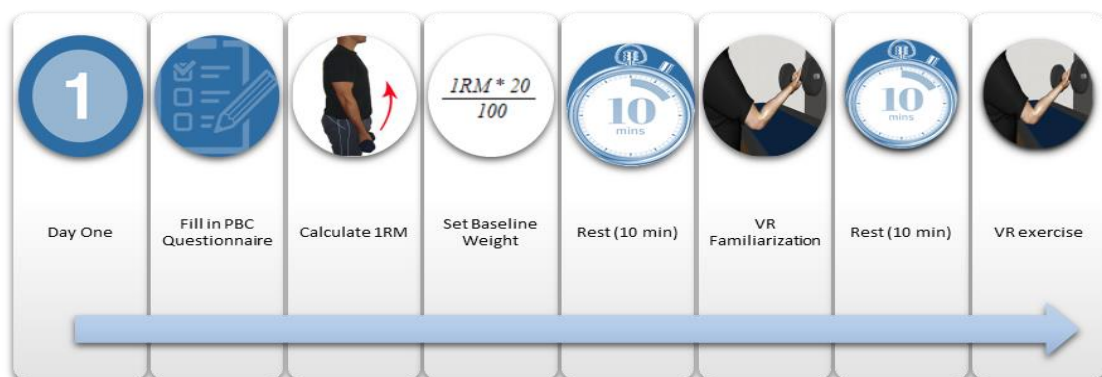 1
1RM * 20
100
10
mins
10
mins
Day One
Fill in PBC
Questionnaire
Calculate 1RM
Set Baseline
Weight
Rest (10 min)
VR
Familiarization
Rest (10 min)
VR exercise